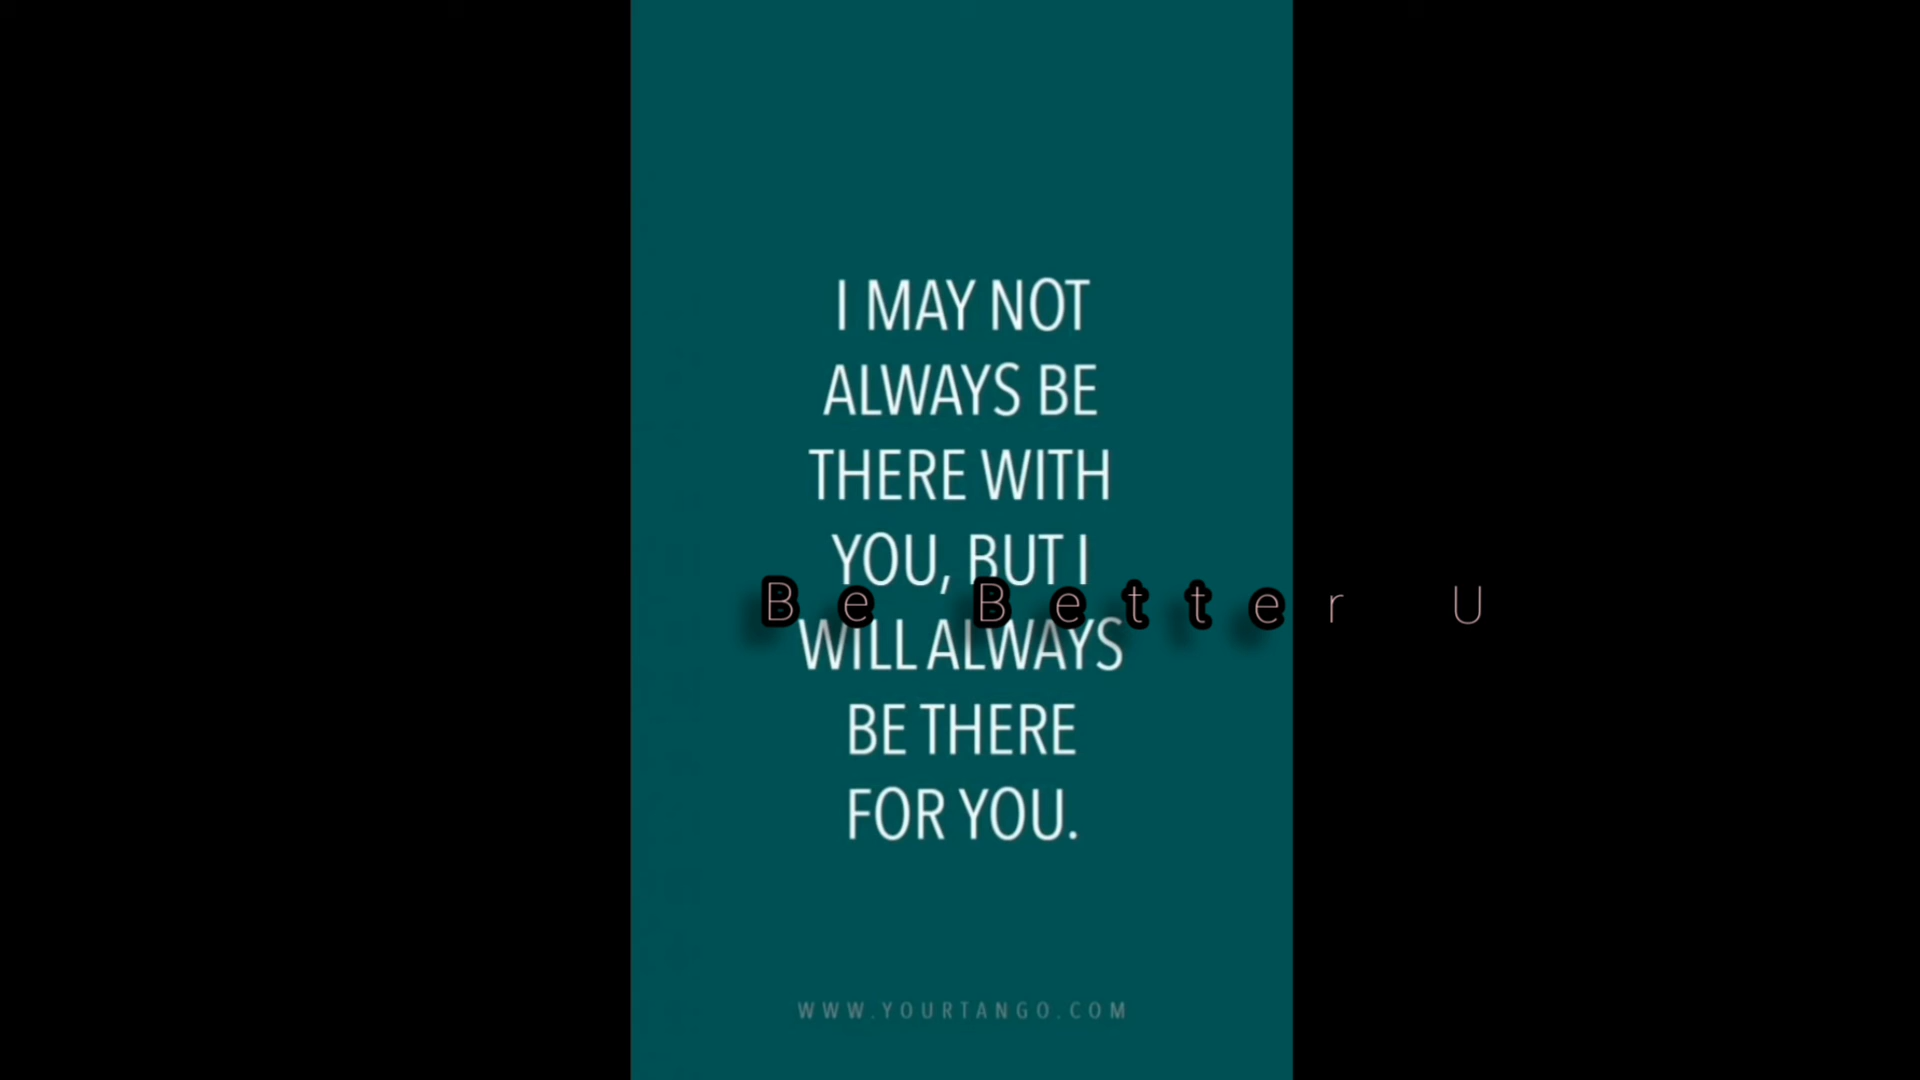 I MAY NOT
ALWAYS BE
THERE WITH
YOU, BUT I
Be Better U
WILL ALWAYS
BE THERE
FOR YOU.
WWW.YOURTANGO.COM